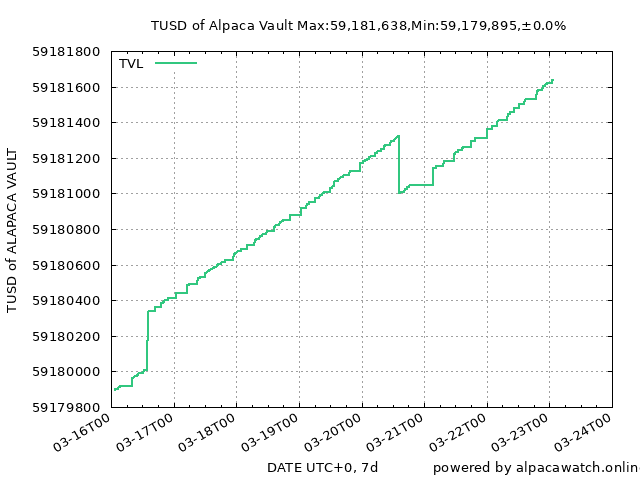 TUSD of Alpaca Vault Max:59,181,638,Min:59,179,895,±0.0%
TVL
59181800
59181600
59181400
59181200
59181000
59180800
59180600
59180400
59180200
59180000
59179800
TUSD of ALAPACA VAULT
03-16T00
03-17T00
03-18T00
03-19T00
03-20T00
03-21T00
03-22T00
03-23T00
03-24T00
DATE UTC+0, 7d
powered by alpacawatch.onlin